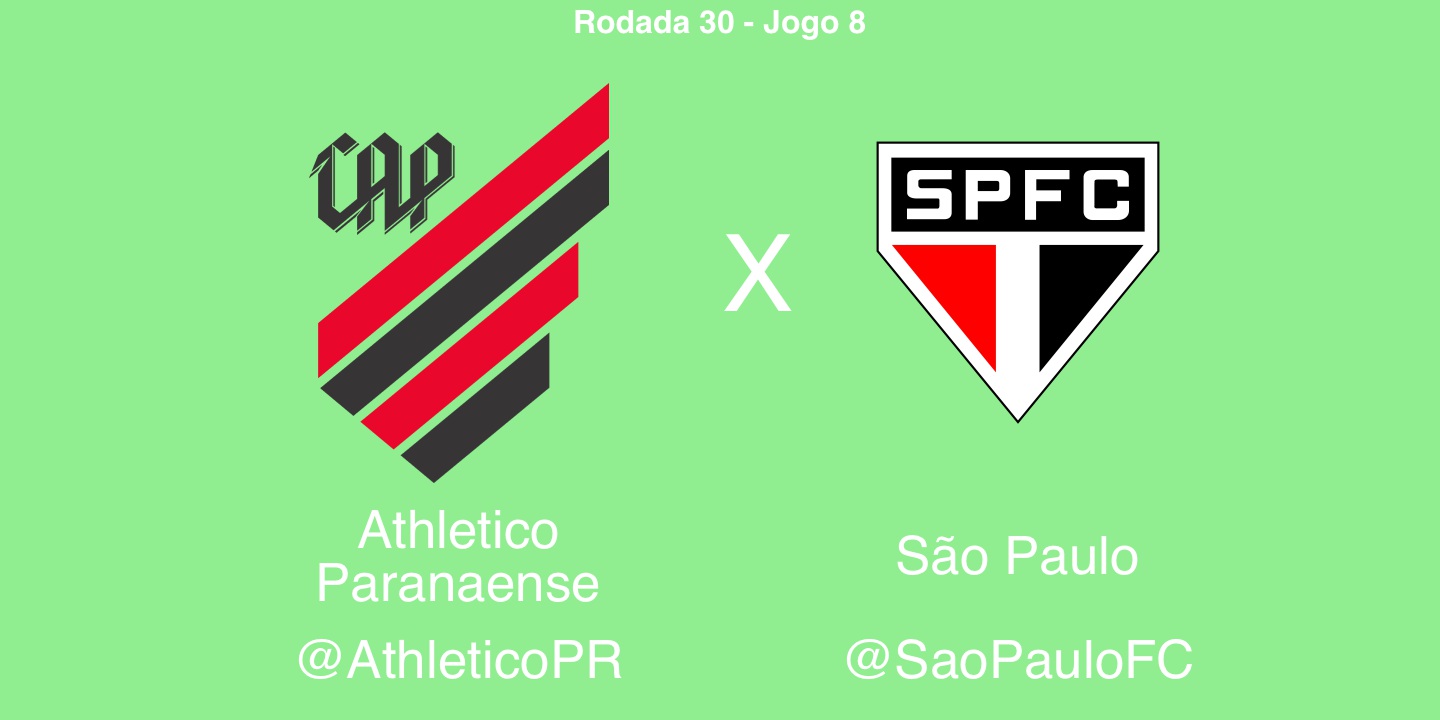 Rodada 30 - Jogo 8
CAP
SPFC
X
Athletico
Paranaense
São Paulo
@AthleticoPR
@SaoPauloFC